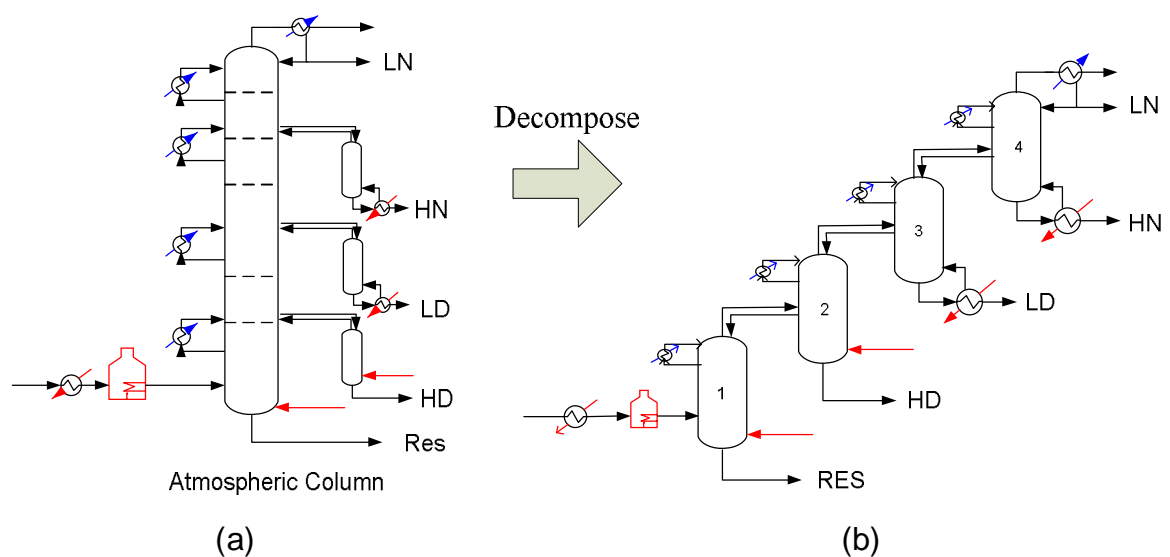 LN
HN
LD
HD
Res
Atmospheric Column
(a)
Decompose
LN
4
HN
3
LD
2
HD
1
RES
(b)